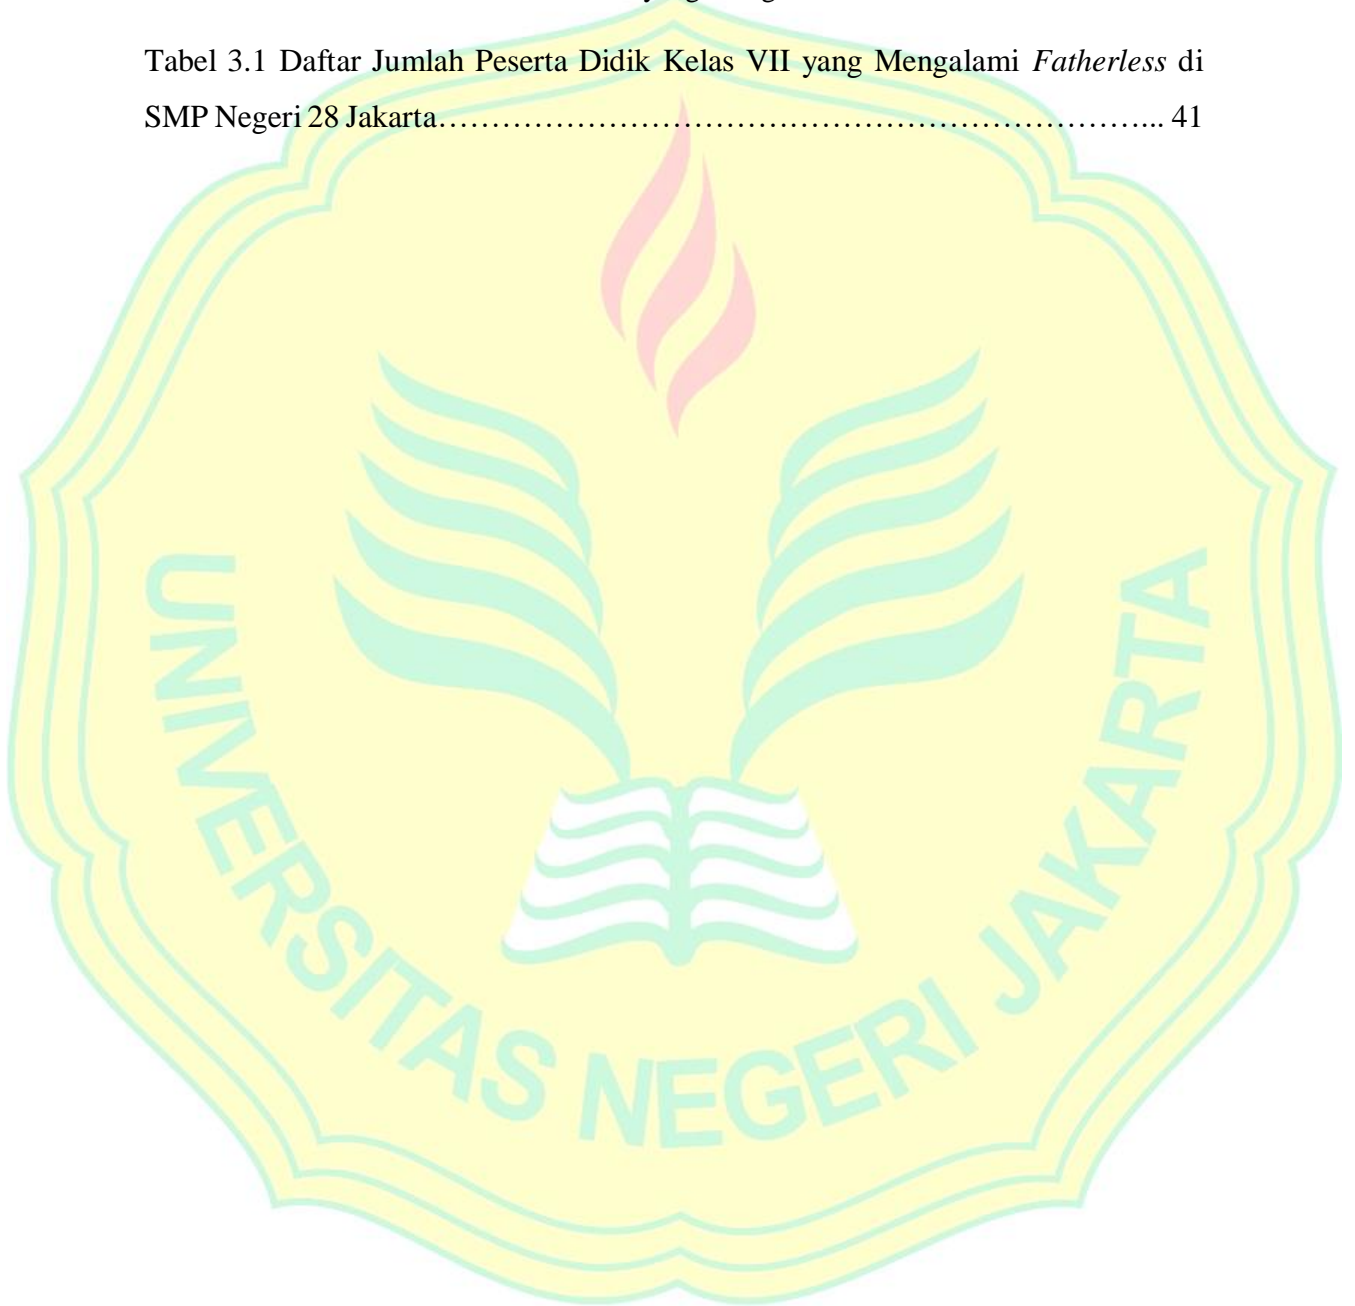 Tabel 3.1 Daftar Jumlah Peserta Didik Kelas VII yang Mengalami Fatherless di
SMP Negeri 28 Jakarta…………………………………………………………………... 41
UNIVERSITAS NEGERI JAKARTA